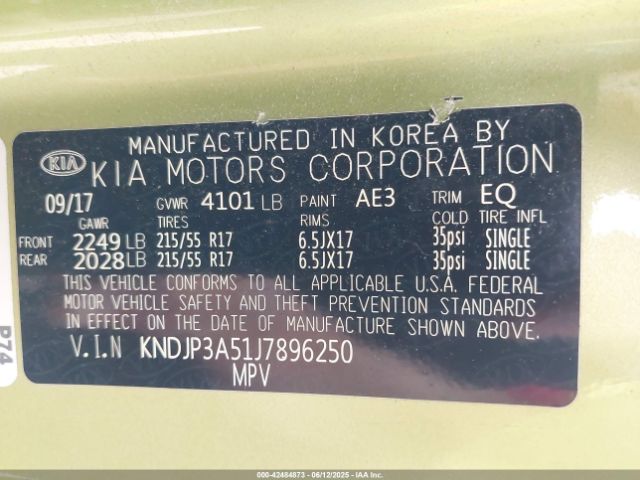 MANUFACTURED IN KOREA BY
KIA KIA MOTORS CORPORATION
09/17 GVWR 4101 LB PAINT AE3 TRIM EQ
GAWR TIRES RIMS COLD TIRE INFL
FRONT 2249 LB 215/55 R17 6.5JX17 35psi SINGLE
REAR 2028 LB 215/55 R17 6.5JX17 35psi SINGLE
THIS VEHICLE CONFORMS TO ALL APPLICABLE U.S.A. FEDERAL
MOTOR VEHICLE SAFETY AND THEFT PREVENTION STANDARDS
IN EFFECT ON THE DATE OF MANUFACTURE SHOWN ABOVE.
V.I.N KNDJP3A51J7896250
MPV
P74
000-42484873 - 06/12/2025 - IAAI.COM